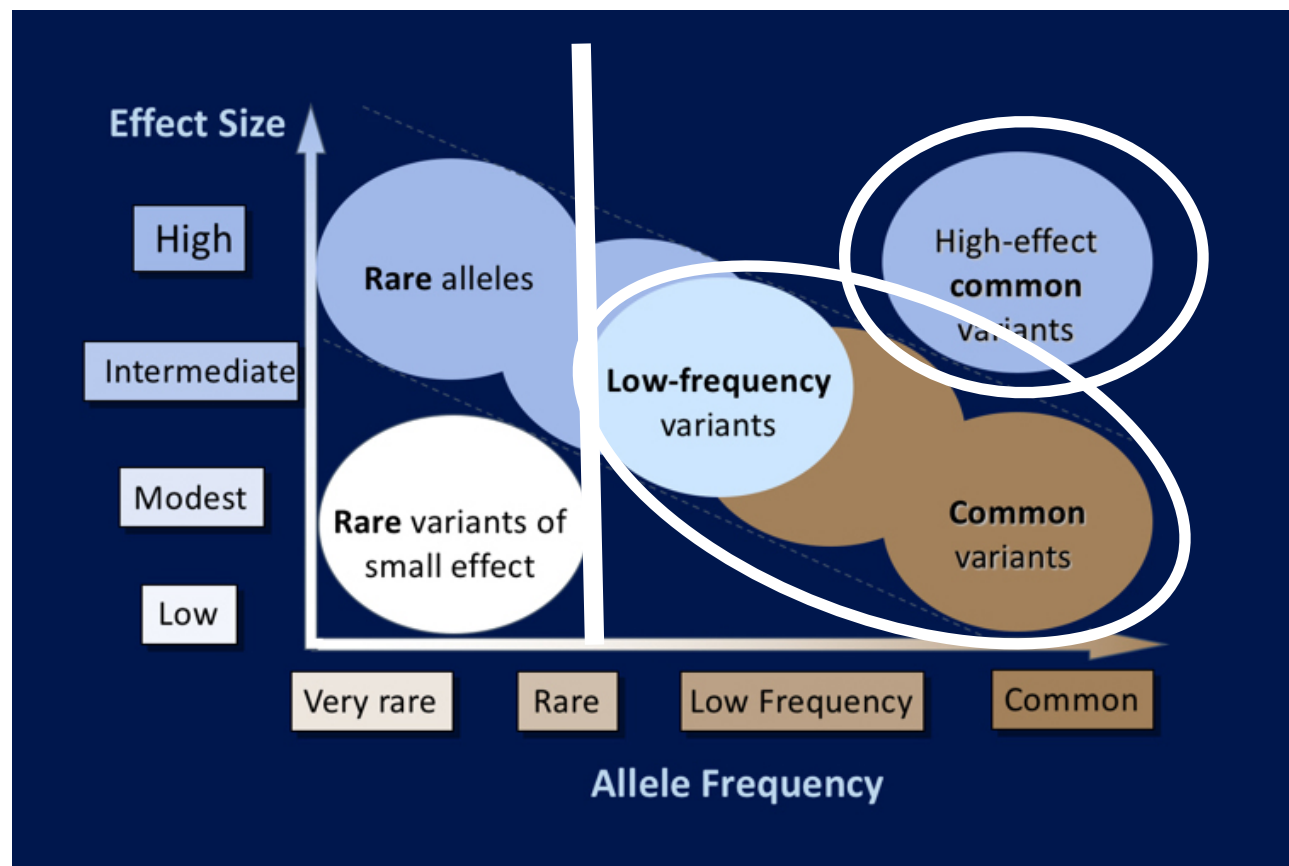 Effect Size
High
Intermediate
Modest
Low
Rare alleles
High-effect
common
variants
Low-frequency
variants
Rare variants of
small effect
Common
variants
Very rare
Rare
Low Frequency
Common
Allele Frequency